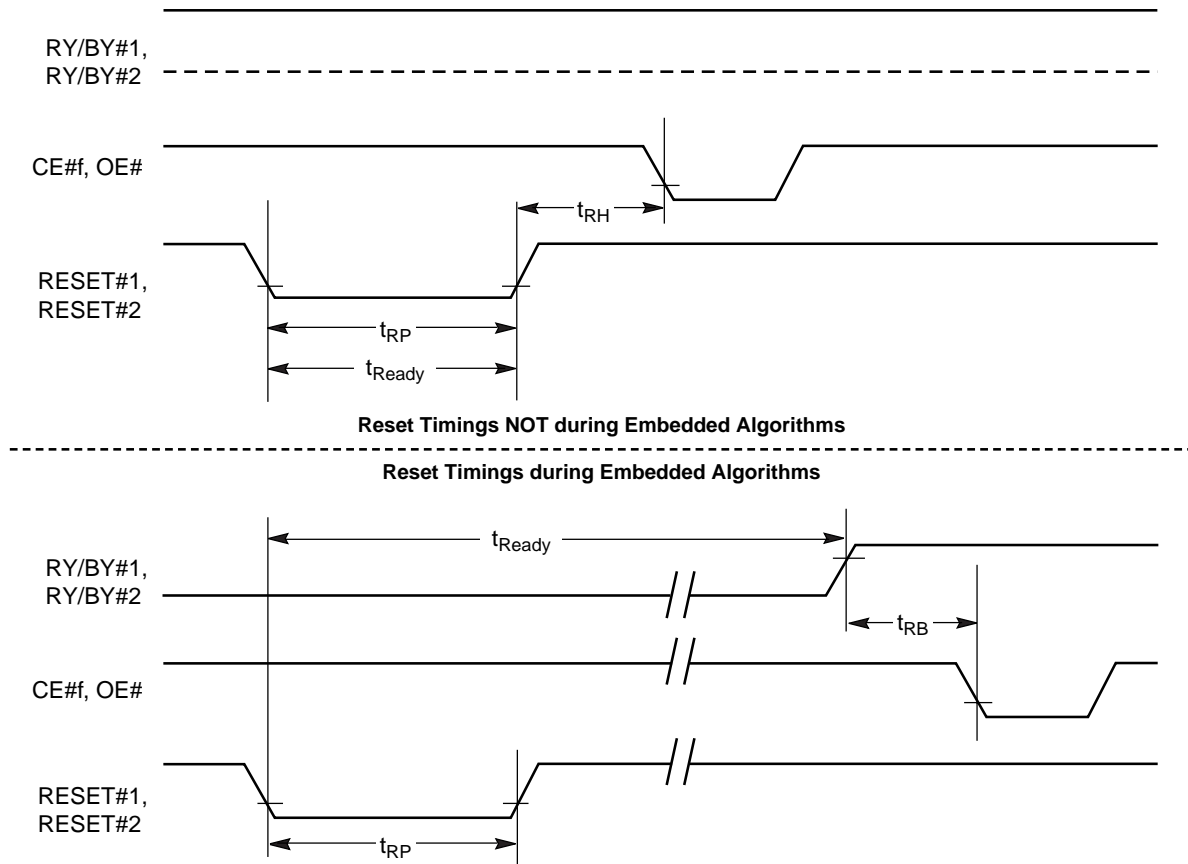 RY/BY#1,
RY/BY#2
CE#f, OE#
tRH
RESET#1,
RESET#2
tRP
tReady
Reset Timings NOT during Embedded Algorithms
Reset Timings during Embedded Algorithms
tReady
RY/BY#1,
RY/BY#2
tRB
CE#f, OE#
RESET#1,
RESET#2
tRP